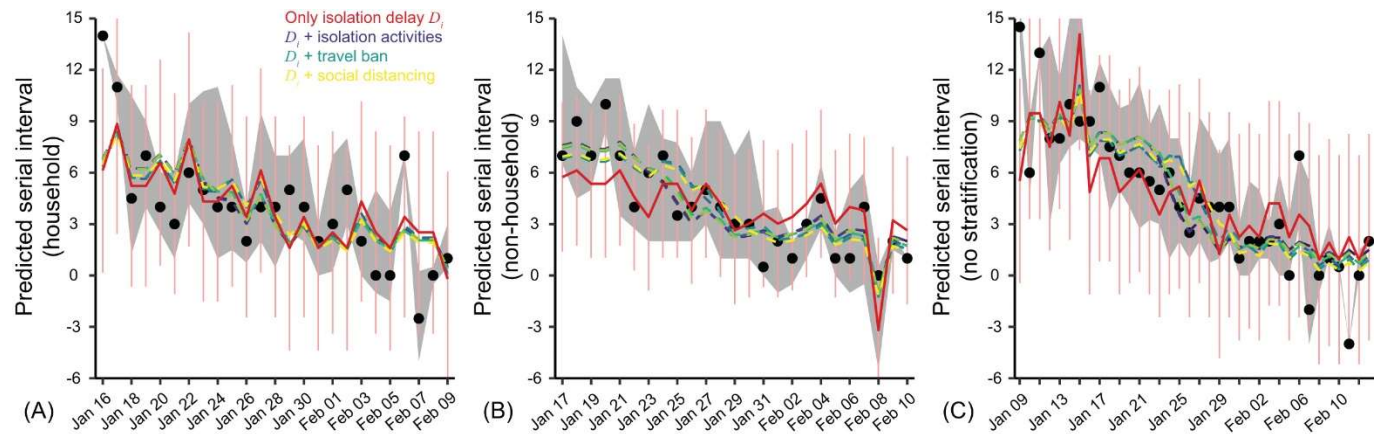 Only isolation delay D_i
D_i + isolation activities
D_i + travel ban
D_i + social distancing
Predicted serial interval
(household)
15
12
9
6
3
0
-3
-6
Jan 16
Jan 18
Jan 20
Jan 22
Jan 24
Jan 26
Jan 28
Jan 30
Feb 01
Feb 03
Feb 05
Feb 07
Feb 09
(A)
Predicted serial interval
(non-household)
15
12
9
6
3
0
-3
-6
Jan 17
Jan 19
Jan 21
Jan 23
Jan 25
Jan 27
Jan 29
Jan 31
Feb 02
Feb 04
Feb 06
Feb 08
Feb 10
(B)
Predicted serial interval
(no stratification)
15
12
9
6
3
0
-3
-6
Jan 09
Jan 13
Jan 17
Jan 21
Jan 25
Jan 29
Feb 02
Feb 06
Feb 10
(C)